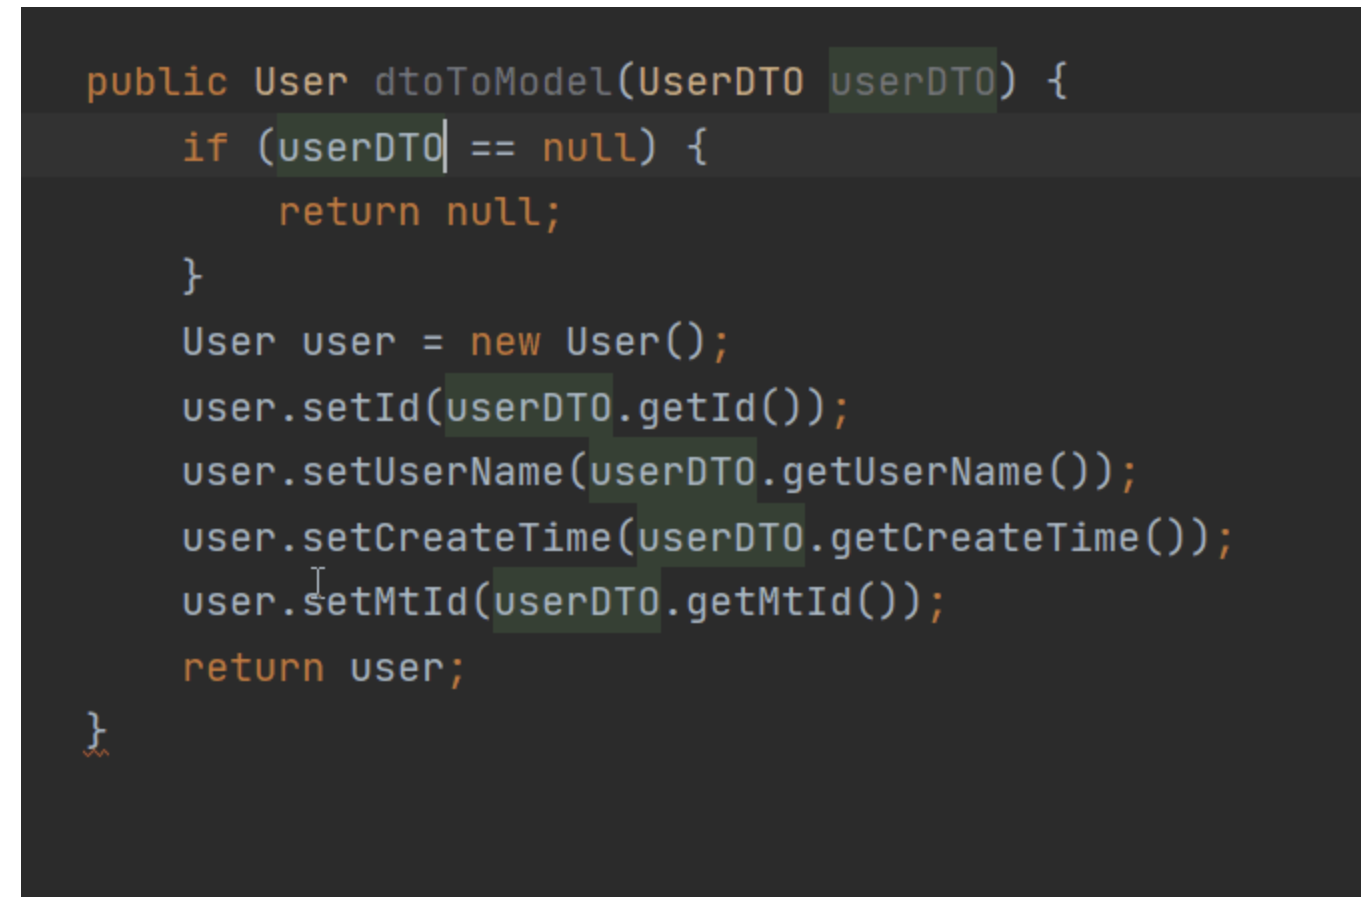 public User dtoToModel(UserDTO userDTO) {
if (userDTO == null) {
return null;
}
User user = new User();
user.setId(userDTO.getId());
user.setUserName(userDTO.getUserName());
user.setCreateTime(userDTO.getCreateTime());
user.setMtId(userDTO.getMtId());
return user;
}